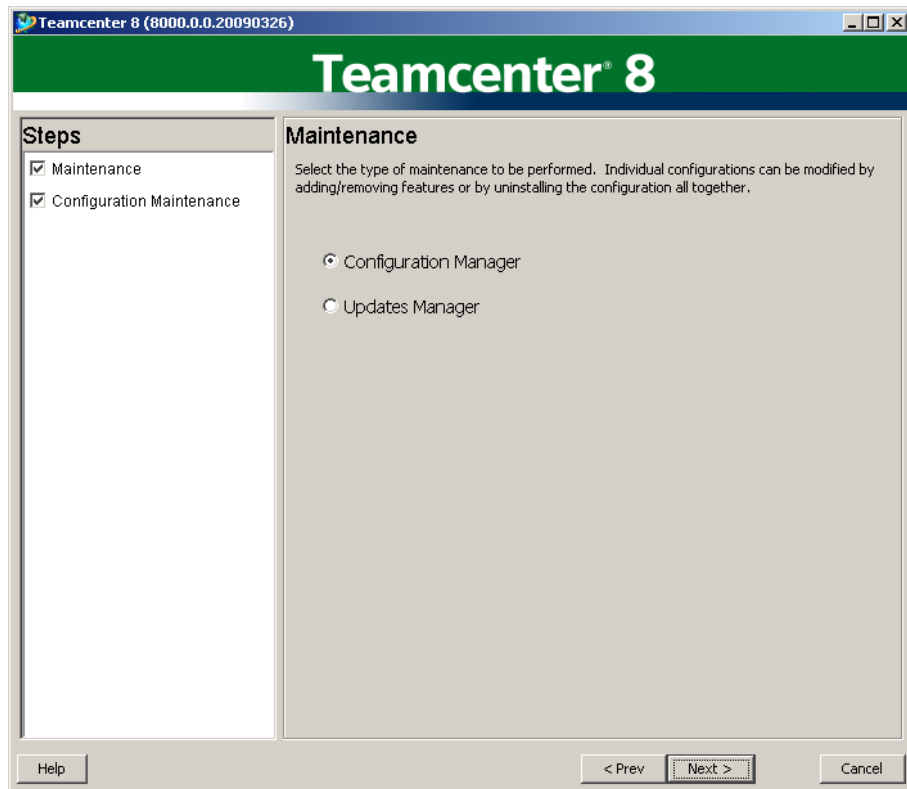 Teamcenter 8 (8000.0.0.20090326)
Teamcenter® 8
Steps
Maintenance
Configuration Maintenance
Maintenance
Select the type of maintenance to be performed. Individual configurations can be modified by
adding/removing features or by uninstalling the configuration all together.
Configuration Manager
Updates Manager
Help
< Prev
Next >
Cancel